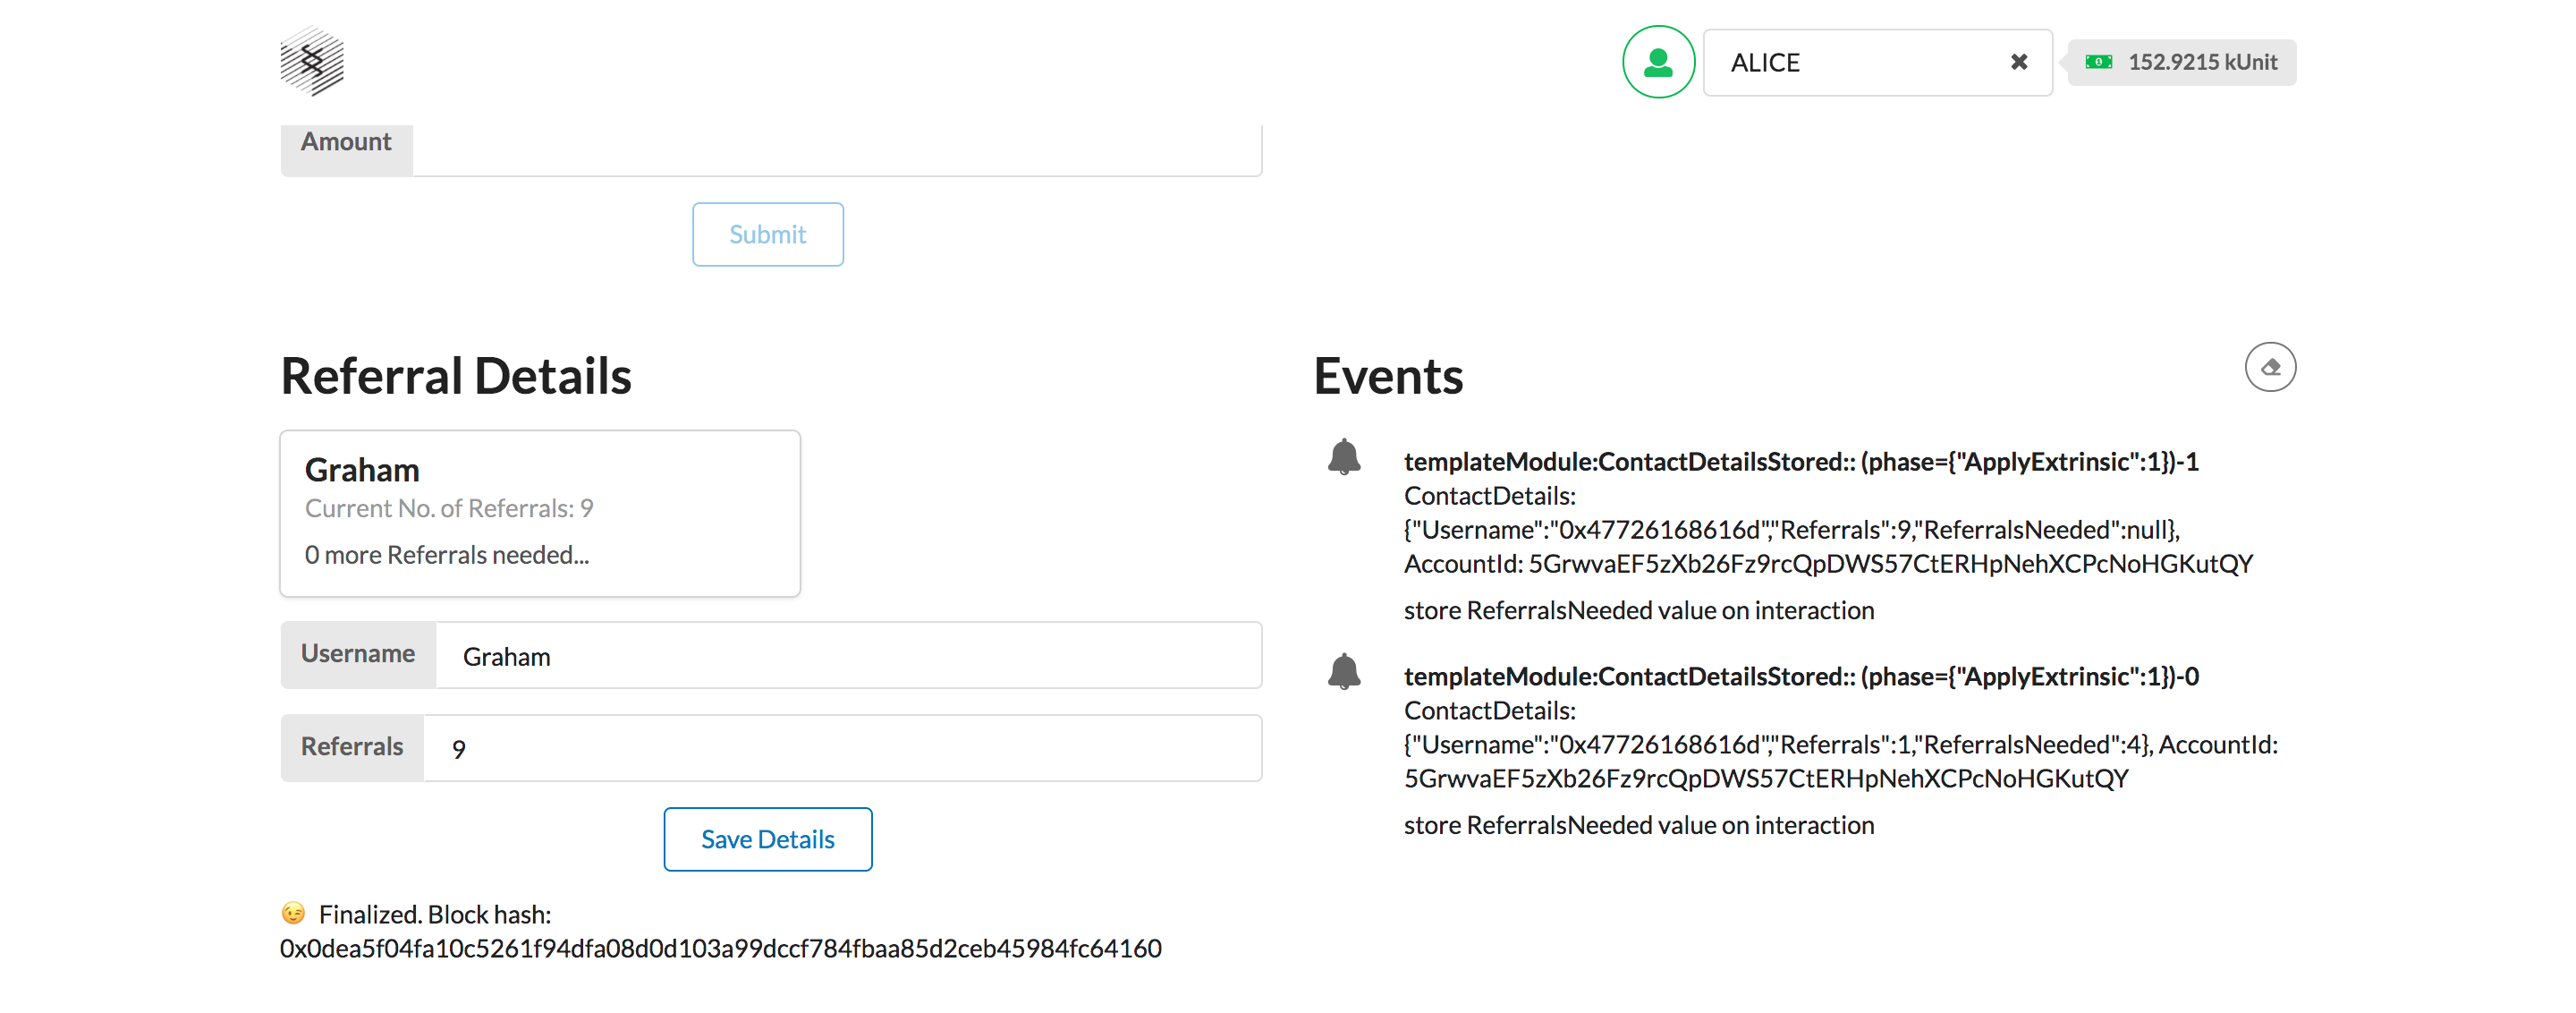 ALICE
152.9215 kUnit
Amount
Submit
Referral Details
Graham
Current No. of Referrals: 9
0 more Referrals needed...
Username Graham
Referrals 9
Save Details
😉 Finalized. Block hash:
0x0dea5f04fa10c5261f94dfa08d0d103a99dccf784fbaa85d2ceb45984fc64160
Events
templateModule:ContactDetailsStored:: (phase={"ApplyExtrinsic":1})-1
ContactDetails:
{"Username":"0x47726168616d","Referrals":9,"ReferralsNeeded":null},
AccountId: 5GrwvaEF5zXb26Fz9rcQpDWS57CtERHpNehXCPcNoHGKutQY
store ReferralsNeeded value on interaction
templateModule:ContactDetailsStored:: (phase={"ApplyExtrinsic":1})-0
ContactDetails:
{"Username":"0x47726168616d","Referrals":1,"ReferralsNeeded":4}, AccountId:
5GrwvaEF5zXb26Fz9rcQpDWS57CtERHpNehXCPcNoHGKutQY
store ReferralsNeeded value on interaction